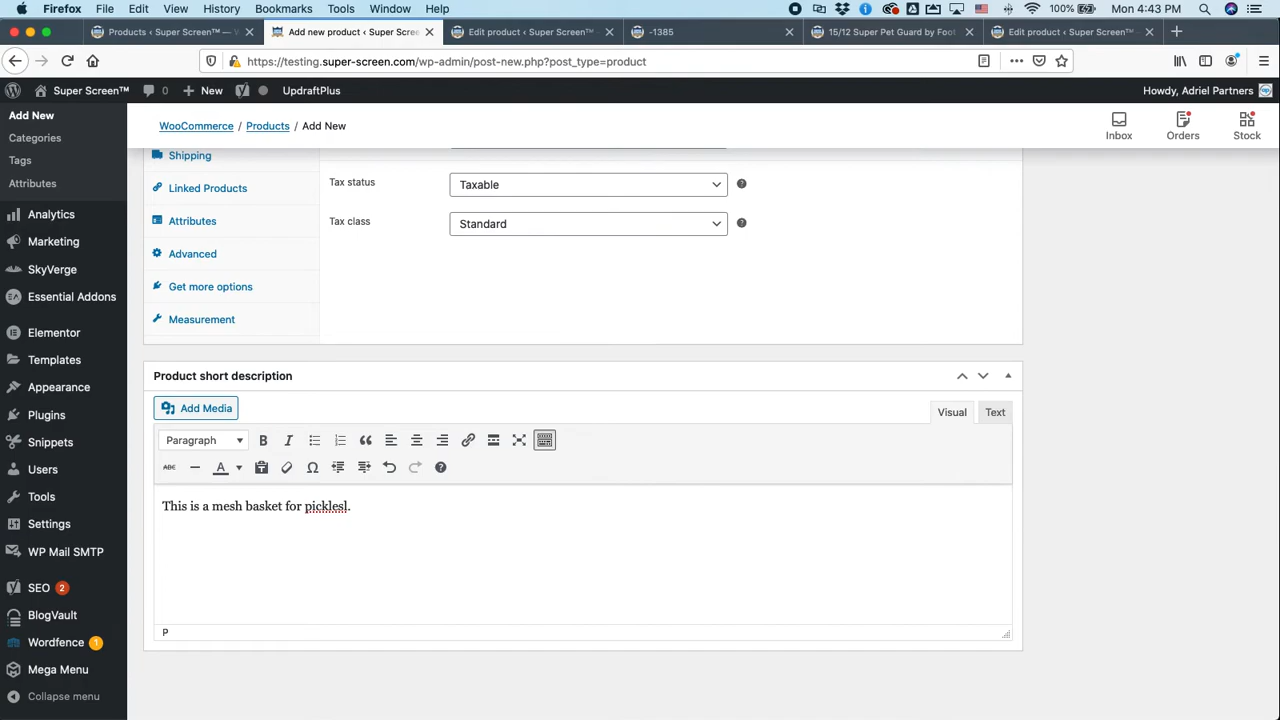 Firefox File Edit View History Bookmarks Tools Window Help 100% Mon 4:43 PM
Products ‹ Super Screen™ — W Add new product ‹ Super Scree Edit product ‹ Super Screen™ - -1385 15/12 Super Pet Guard by Foot Edit product ‹ Super Screen™ -
https://testing.super-screen.com/wp-admin/post-new.php?post_type=product
Super Screen™ 0 New UpdraftPlus Howdy, Adriel Partners
Add New
Categories
Tags
Attributes
Analytics
Marketing
SkyVerge
Essential Addons
Elementor
Templates
Appearance
Plugins
Snippets
Users
Tools
Settings
WP Mail SMTP
SEO 2
BlogVault
Wordfence 1
Mega Menu
Collapse menu
WooCommerce / Products / Add New
Inbox Orders Stock
Shipping
Linked Products
Attributes
Advanced
Get more options
Measurement
Tax status Taxable
Tax class Standard
Product short description
Add Media
Visual Text
Paragraph B I
ABC A Ω
This is a mesh basket for picklesl.
P